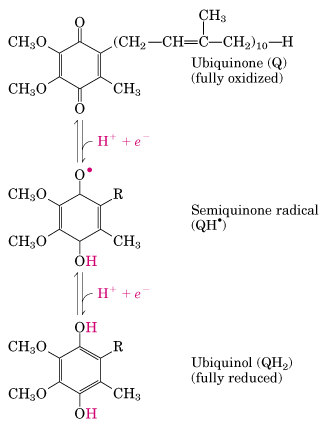 O
CH₃
CH₃O (CH₂—CH=C—CH₂)₁₀—H
CH₃O CH₃
O
Ubiquinone (Q)
(fully oxidized)
H⁺ + e⁻
O•
CH₃O R
CH₃O CH₃
OH
Semiquinone radical
(QH•)
H⁺ + e⁻
OH
CH₃O R
CH₃O CH₃
OH
Ubiquinol (QH₂)
(fully reduced)